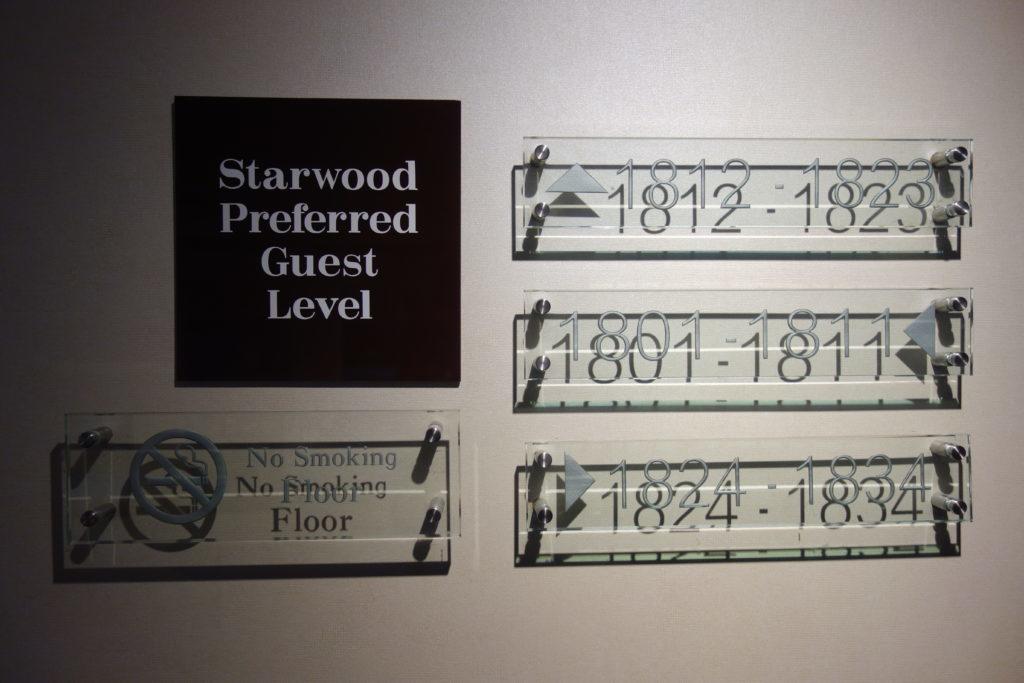 Starwood
Preferred
Guest
Level
No Smoking
Floor
1812 - 1823
1801 - 1811
1824 - 1834